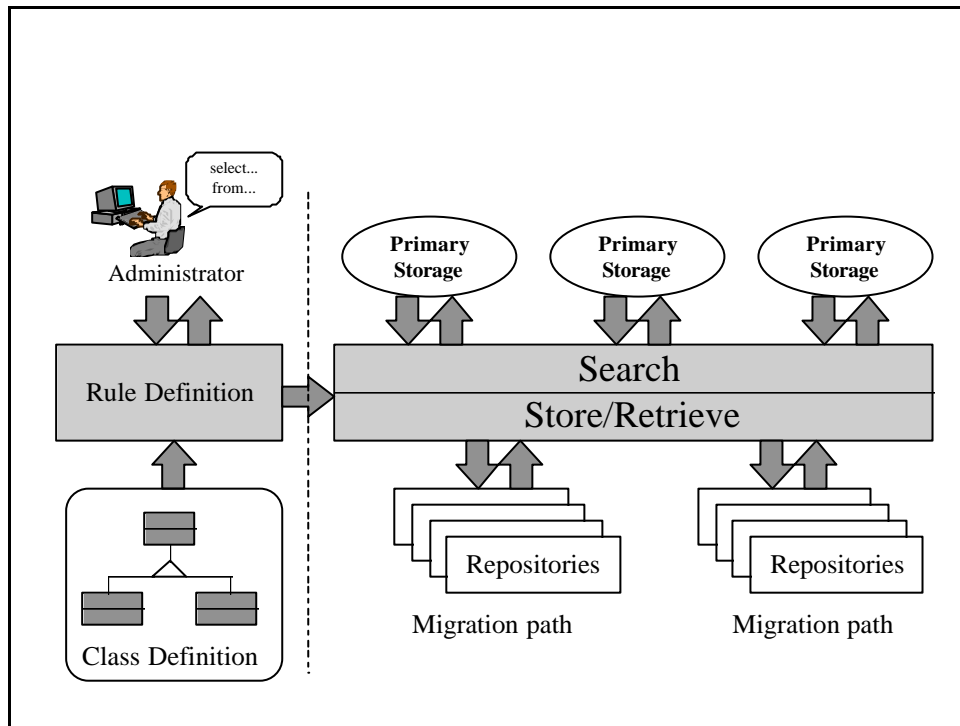 select...
from...
Administrator
Primary
Storage
Primary
Storage
Primary
Storage
Rule Definition
Search
Store/Retrieve
Repositories
Repositories
Migration path
Migration path
Class Definition